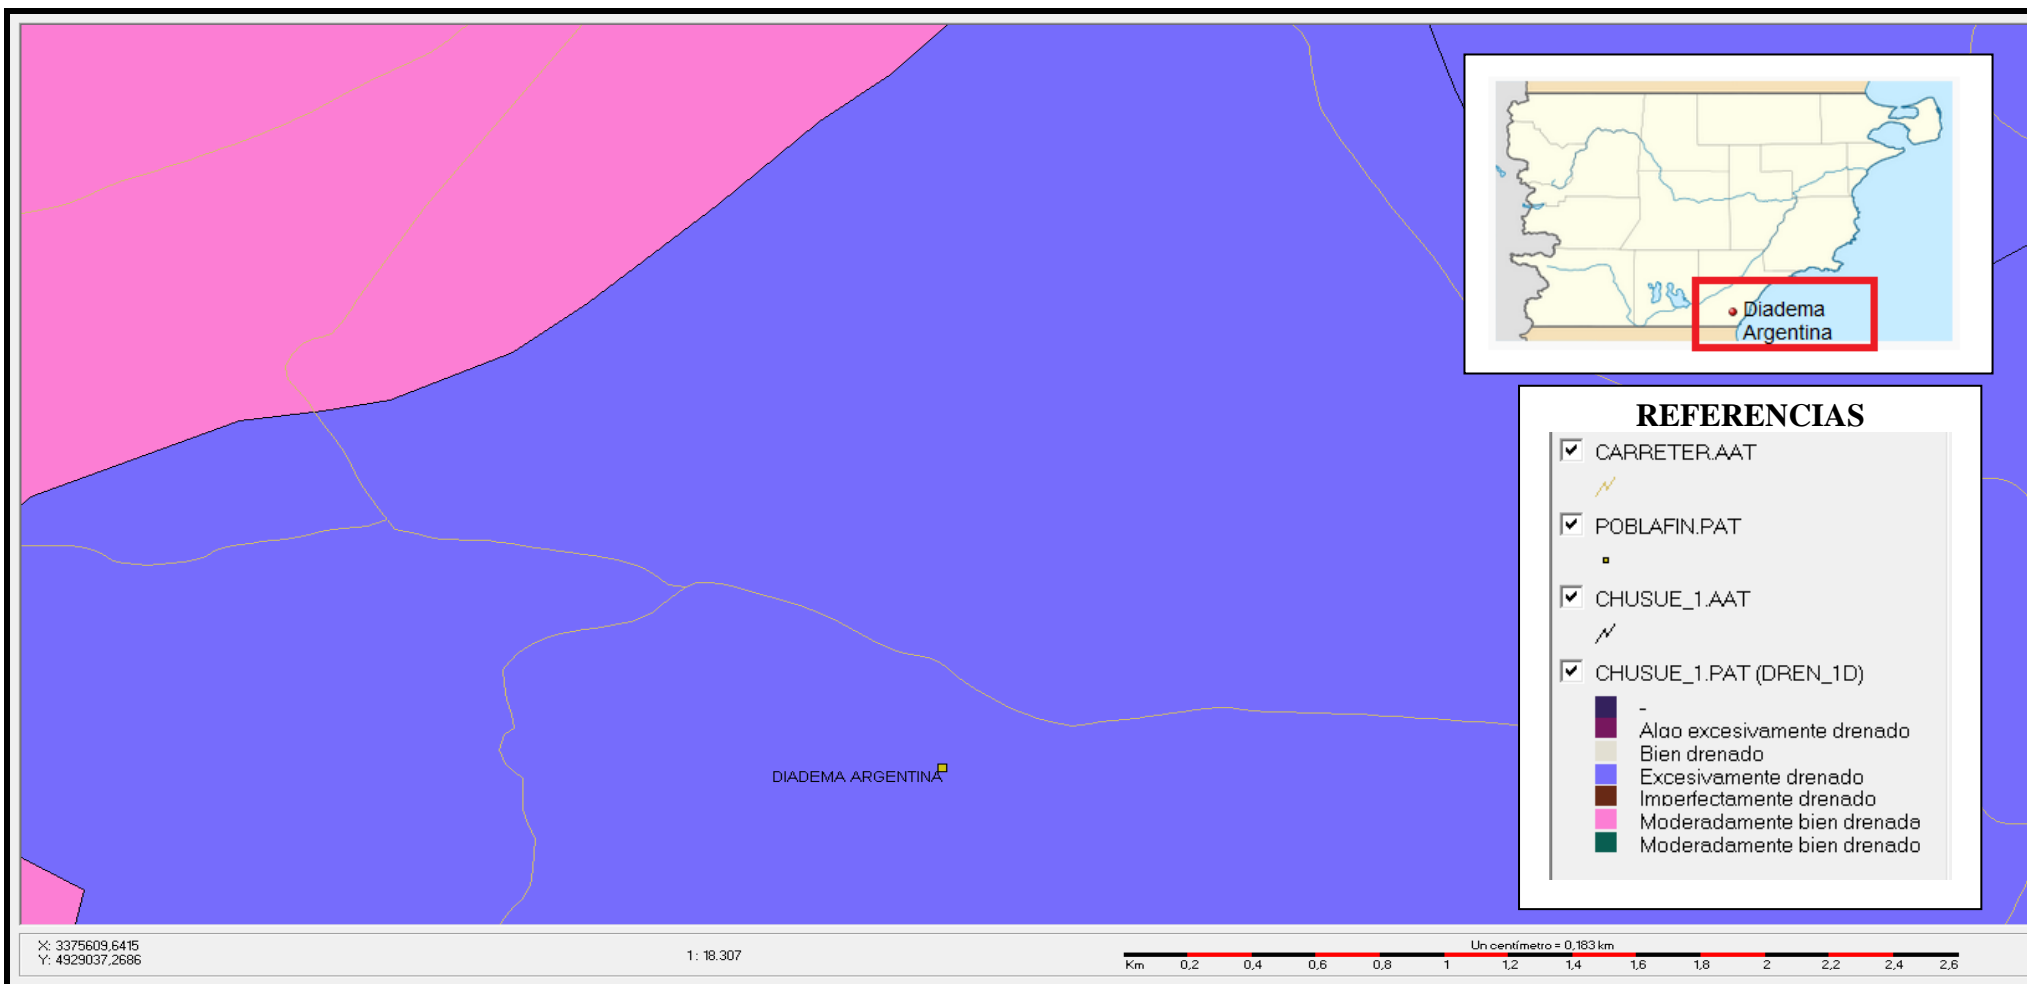 Diadema
Argentina
REFERENCIAS
CARRETER.AAT
POBLAFIN.PAT
CHUSUE_1.AAT
CHUSUE_1.PAT (DREN_1D)
-
Algo excesivamente drenado
Bien drenado
Excesivamente drenado
Imperfectamente drenado
Moderadamente bien drenada
Moderadamente bien drenado
DIADEMA ARGENTINA
X: 3375609,6415
Y: 4929037,2686
1: 18.307
Un centímetro = 0,183 km
Km 0,2 0,4 0,6 0,8 1 1,2 1,4 1,6 1,8 2 2,2 2,4 2,6